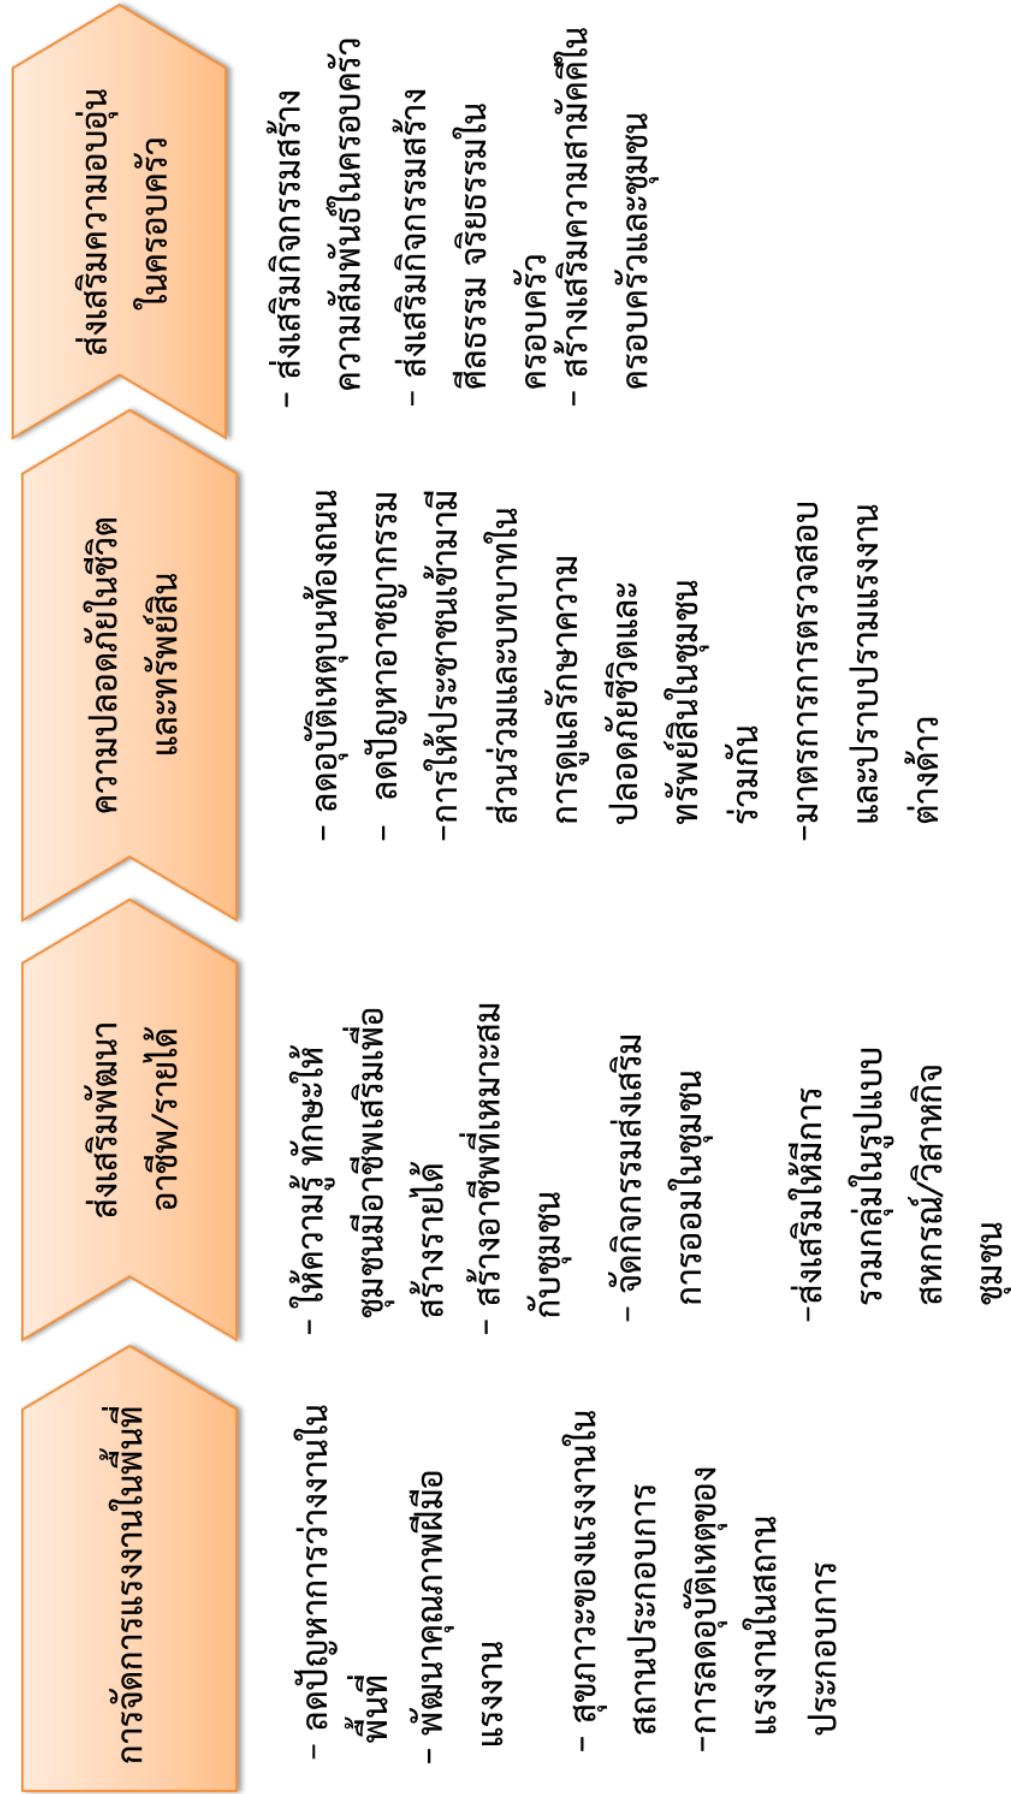 การจัดการแรงงานในพื้นที่
- ลดปัญหาการว่างงานใน
พื้นที่
- พัฒนาคุณภาพฝีมือ
แรงงาน
- สุขภาวะของแรงงานใน
สถานประกอบการ
-การลดอุบัติเหตุของ
แรงงานในสถาน
ประกอบการ
ส่งเสริมพัฒนา
อาชีพ/รายได้
- ให้ความรู้ ทักษะให้
ชุมชนมีอาชีพเสริมเพื่อ
สร้างรายได้
- สร้างอาชีพที่เหมาะสม
กับชุมชน
- จัดกิจกรรมส่งเสริม
การออมในชุมชน
-ส่งเสริมให้มีการ
รวมกลุ่มในรูปแบบ
สหกรณ์/วิสาหกิจ
ชุมชน
ความปลอดภัยในชีวิต
และทรัพย์สิน
- ลดอุบัติเหตุบนท้องถนน
- ลดปัญหาอาชญากรรม
-การให้ประชาชนเข้ามามี
ส่วนร่วมและบทบาทใน
การดูแลรักษาความ
ปลอดภัยชีวิตและ
ทรัพย์สินในชุมชน
ร่วมกัน
-มาตรการการตรวจสอบ
และปราบปรามแรงงาน
ต่างด้าว
ส่งเสริมความอบอุ่น
ในครอบครัว
- ส่งเสริมกิจกรรมสร้าง
ความสัมพันธ์ในครอบครัว
- ส่งเสริมกิจกรรมสร้าง
ศีลธรรม จริยธรรมใน
ครอบครัว
- สร้างเสริมความสามัคคีใน
ครอบครัวและชุมชน